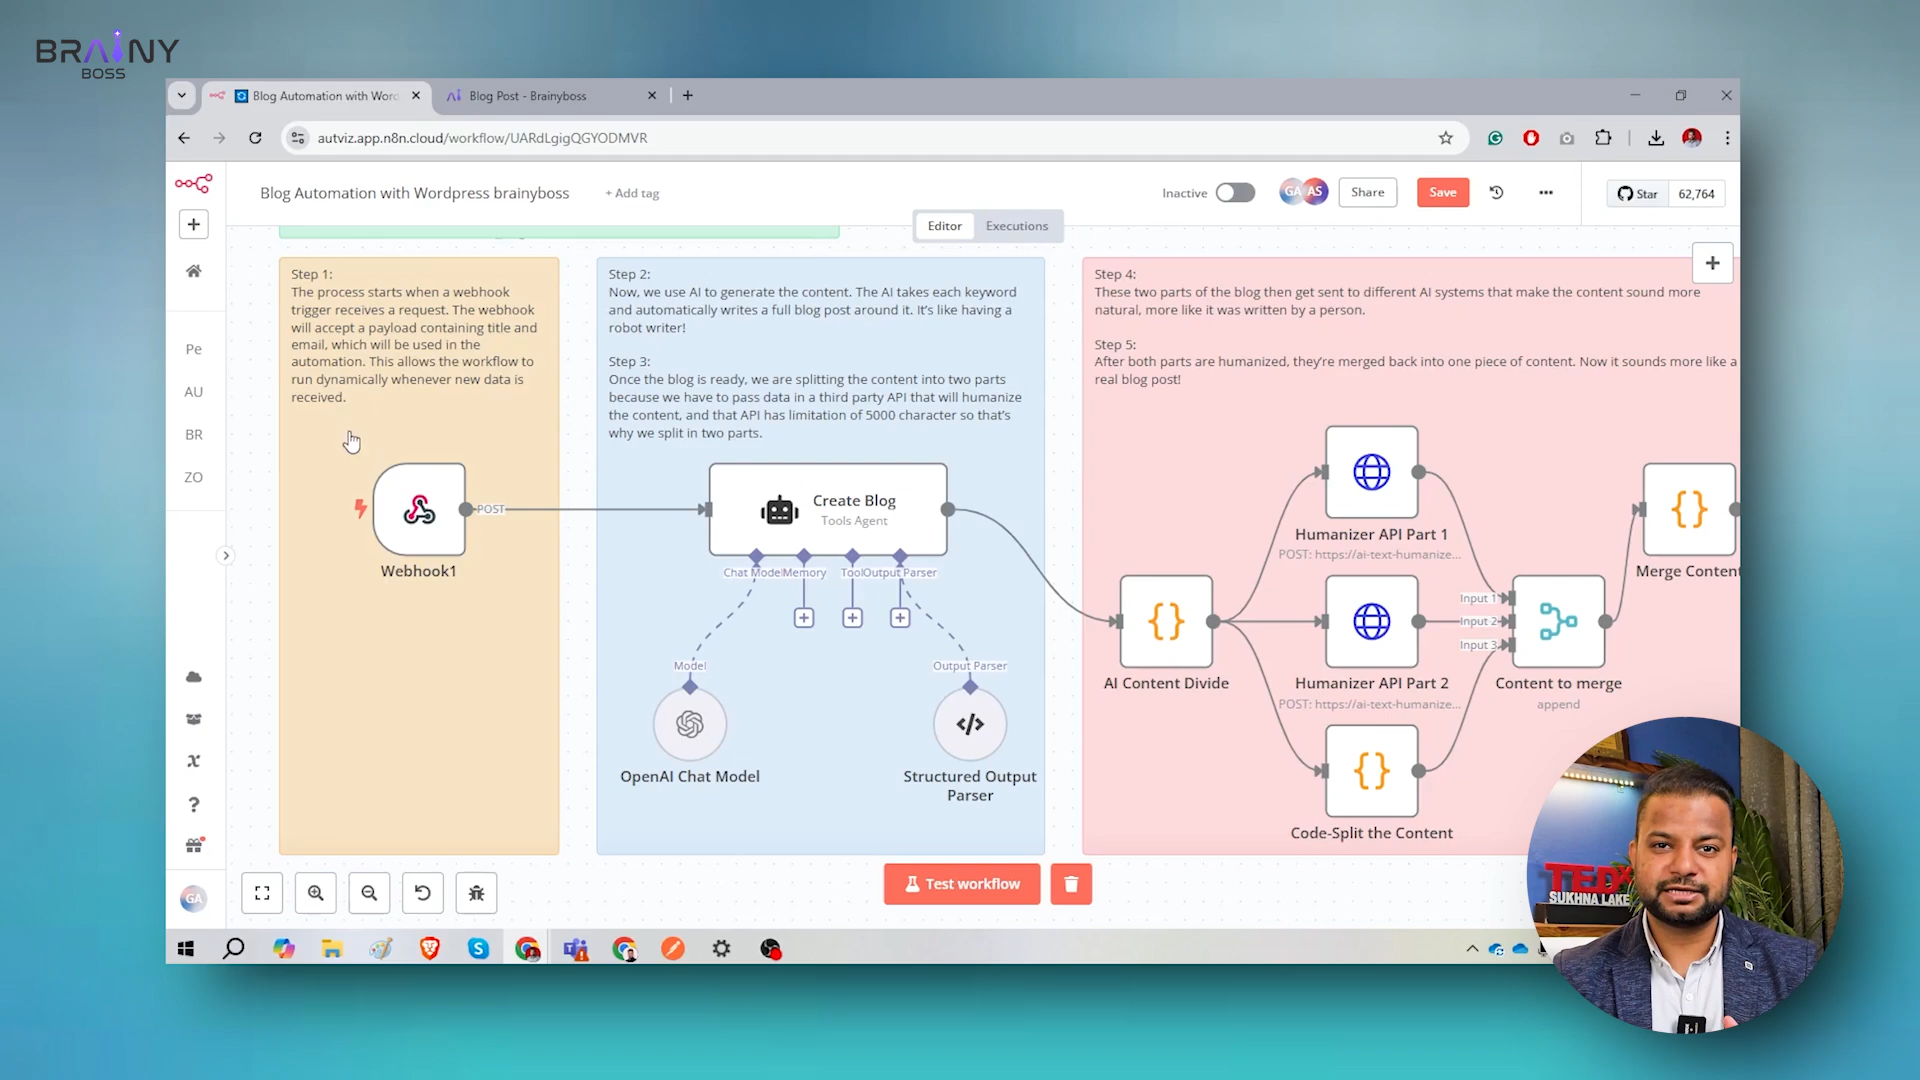 BRAINY
BOSS
Blog Automation with Word
Blog Post - Brainyboss
autviz.app.n8n.cloud/workflow/UARdLgigQGYODMVR
Blog Automation with Wordpress brainyboss
+ Add tag
Inactive
GA
AS
Share
Save
Star
62,764
Editor
Executions
Pe
AU
BR
ZO
GA
Step 1:
The process starts when a webhook
trigger receives a request. The webhook
will accept a payload containing title and
email, which will be used in the
automation. This allows the workflow to
run dynamically whenever new data is
received.
POST
Webhook1
Step 2:
Now, we use AI to generate the content. The AI takes each keyword
and automatically writes a full blog post around it. It's like having a
robot writer!
Step 3:
Once the blog is ready, we are splitting the content into two parts
because we have to pass data in a third party API that will humanize
the content, and that API has limitation of 5000 character so that's
why we split in two parts.
Create Blog
Tools Agent
Chat Model
Memory
Tool
Output Parser
Model
Output Parser
OpenAI Chat Model
Structured Output
Parser
Step 4:
These two parts of the blog then get sent to different AI systems that make the content sound more
natural, more like it was written by a person.
Step 5:
After both parts are humanized, they're merged back into one piece of content. Now it sounds more like a
real blog post!
Humanizer API Part 1
POST: https://ai-text-humanize...
Merge Content
AI Content Divide
Humanizer API Part 2
POST: https://ai-text-humanize...
Input 1
Input 2
Input 3
Content to merge
append
Code-Split the Content
Test workflow
TEDx
SUKHNA LAKE